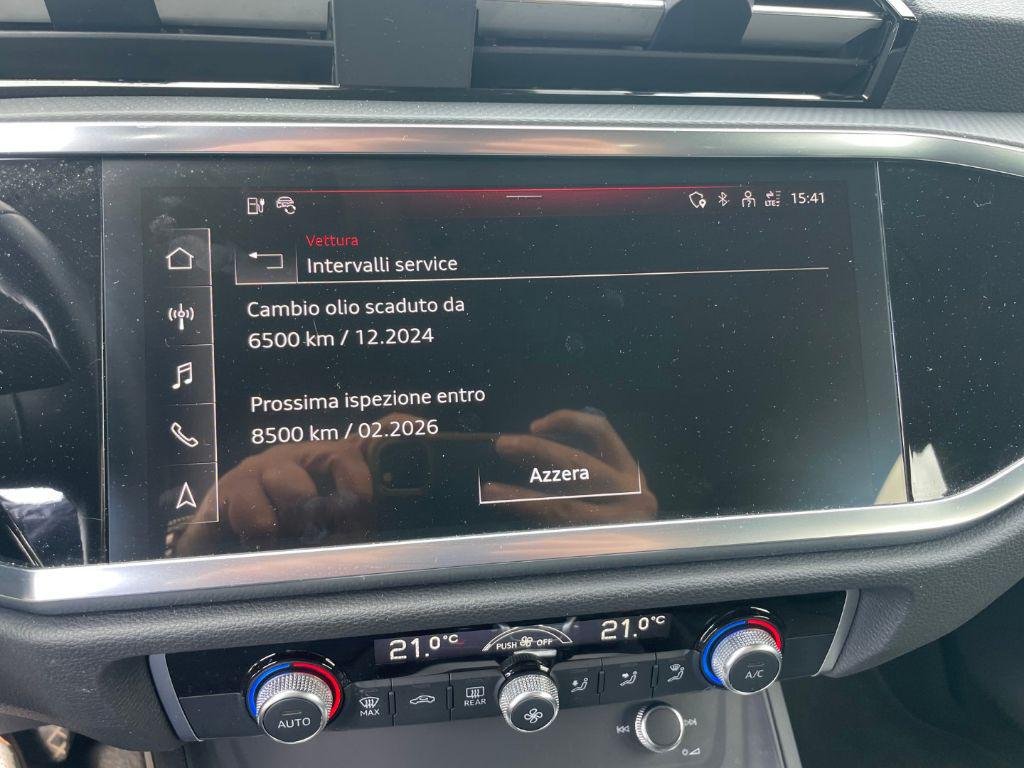 LTE
15:41
Vettura
Intervalli service
Cambio olio scaduto da
6500 km / 12.2024
Prossima ispezione entro
8500 km / 02.2026
Azzera
21.0°C
PUSH OFF
21.0°C
AUTO
MAX
REAR
A/C